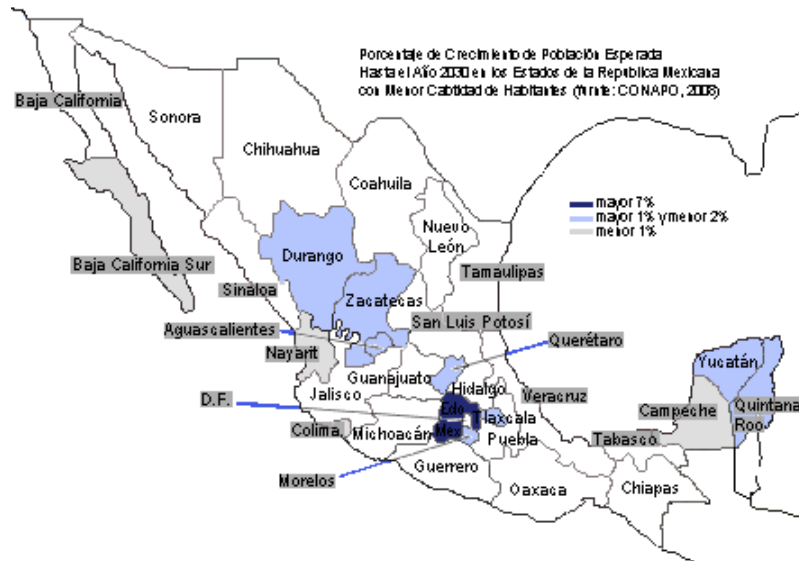 Porcentaje de Crecimiento de Población Esperada
Hasta el Año 2030 en los Estados de la Republica Mexicana
con Menor Cabtidad de Habitantes (fuente: CONAPO, 2008)
Baja California
Sonora
Chihuahua
Coahuila
mayor 7%
mayor 1% y menor 2%
menor 1%
Nuevo
León
Durango
Baja California Sur
Tamaulipas
Sinaloa
Zacatecas
San Luis Potosí
Aguascalientes
Querétaro
Nayarit
Yucatán
Guanajuato
Hidalgo
Jalisco
Veracruz
D.F.
Edo
Tlaxcala
Campeche
Quintana
Roo
Colima
Michoacán
Mex
Puebla
Tabasco
Morelos
Guerrero
Oaxaca
Chiapas